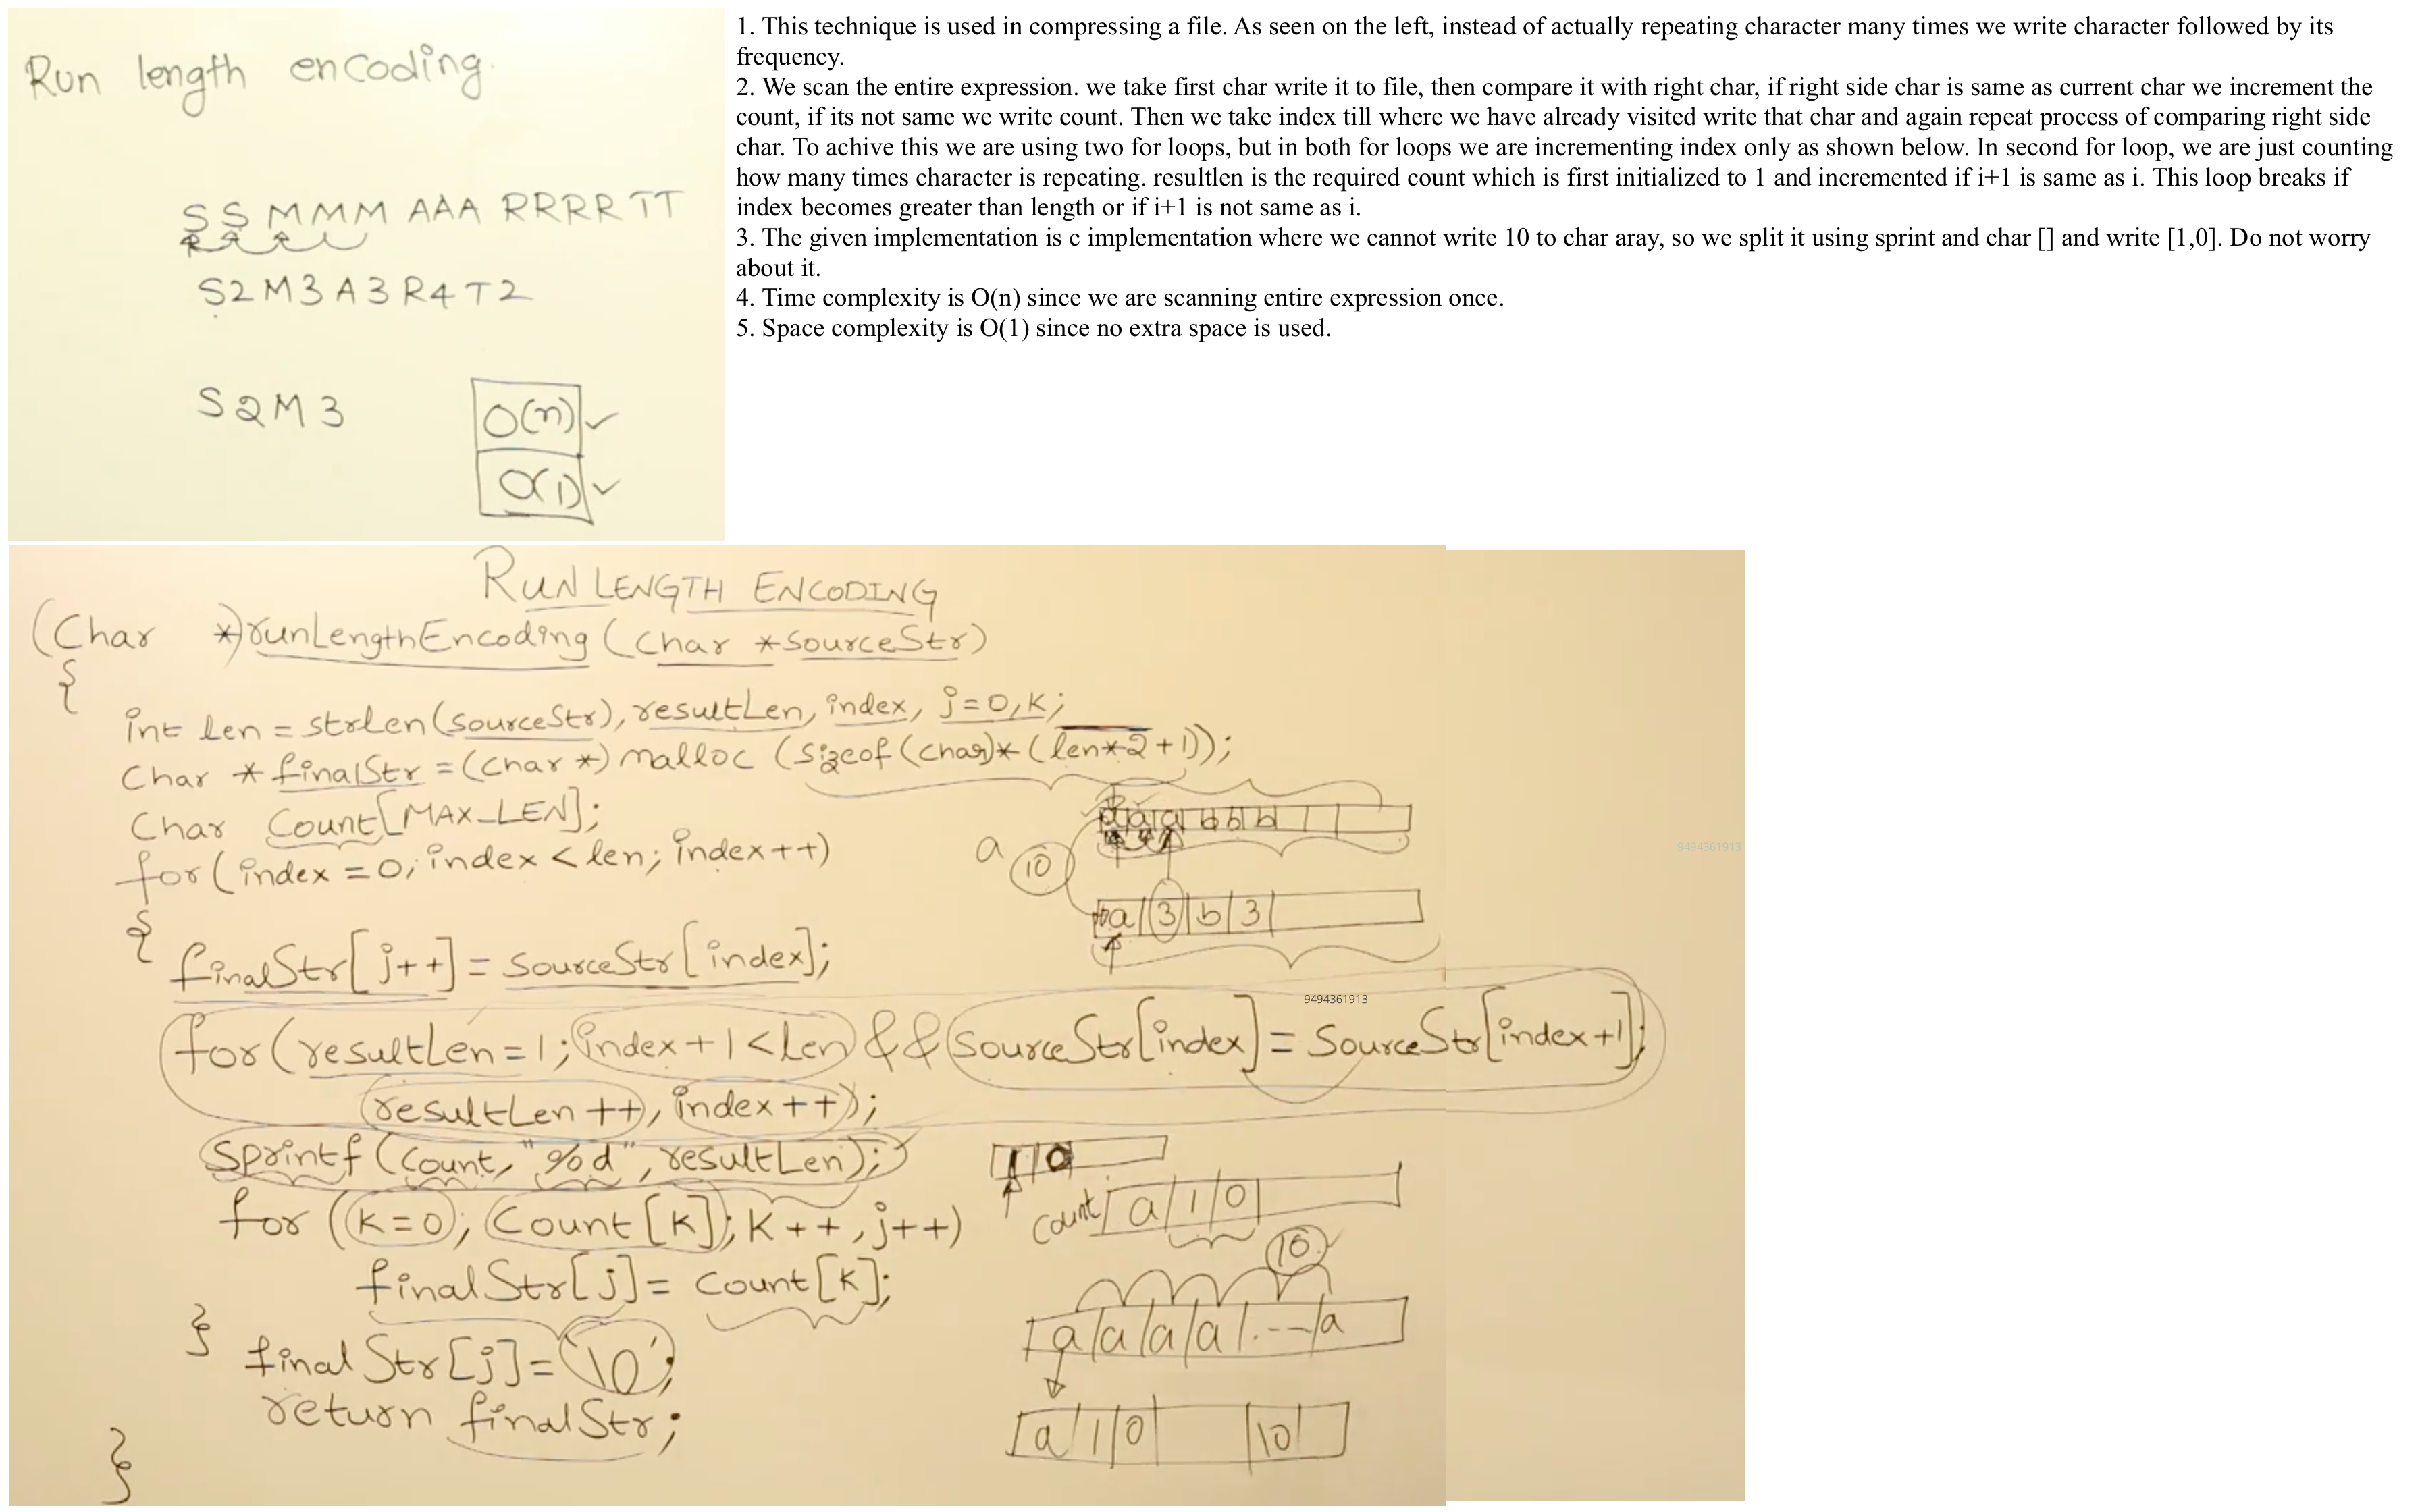 Run length encoding.
SSMMMAAARRRRTT
S2M3A3R4T2
S2M3
O(n)
O(1)
1. This technique is used in compressing a file. As seen on the left, instead of actually repeating character many times we write character followed by its
frequency.
2. We scan the entire expression. we take first char write it to file, then compare it with right char, if right side char is same as current char we increment the
count, if its not same we write count. Then we take index till where we have already visited write that char and again repeat process of comparing right side
char. To achive this we are using two for loops, but in both for loops we are incrementing index only as shown below. In second for loop, we are just counting
how many times character is repeating. resultlen is the required count which is first initialized to 1 and incremented if i+1 is same as i. This loop breaks if
index becomes greater than length or if i+1 is not same as i.
3. The given implementation is c implementation where we cannot write 10 to char aray, so we split it using sprint and char [] and write [1,0]. Do not worry
about it.
4. Time complexity is O(n) since we are scanning entire expression once.
5. Space complexity is O(1) since no extra space is used.
RUN LENGTH ENCODING
(Char *)runLengthEncoding (char *sourceStr)
{
int len = strLen(sourceStr), resultLen, index, j=0, k;
Char *finalStr = (char *) malloc (sizeof(char)*(len*2+1));
Char Count[MAX_LEN];
for(index = 0; index < len; index++)
a 10
b b b
a 3 b 3
{
finalStr[j++] = sourceStr[index];
9494361913
9494361913
for(resultLen=1; index+1<len && sourceStr[index] = SourceStr[index+1];
resultLen++, index++);
sprintf(count, "%d", resultLen);
1 0
for (k=0; Count[k]; k++, j++)
count a 1 0
finalStr[j] = count[k];
10
}
a a a a .--- a
finalStr[j]='\0';
return finalStr;
a 1 0 \0
}